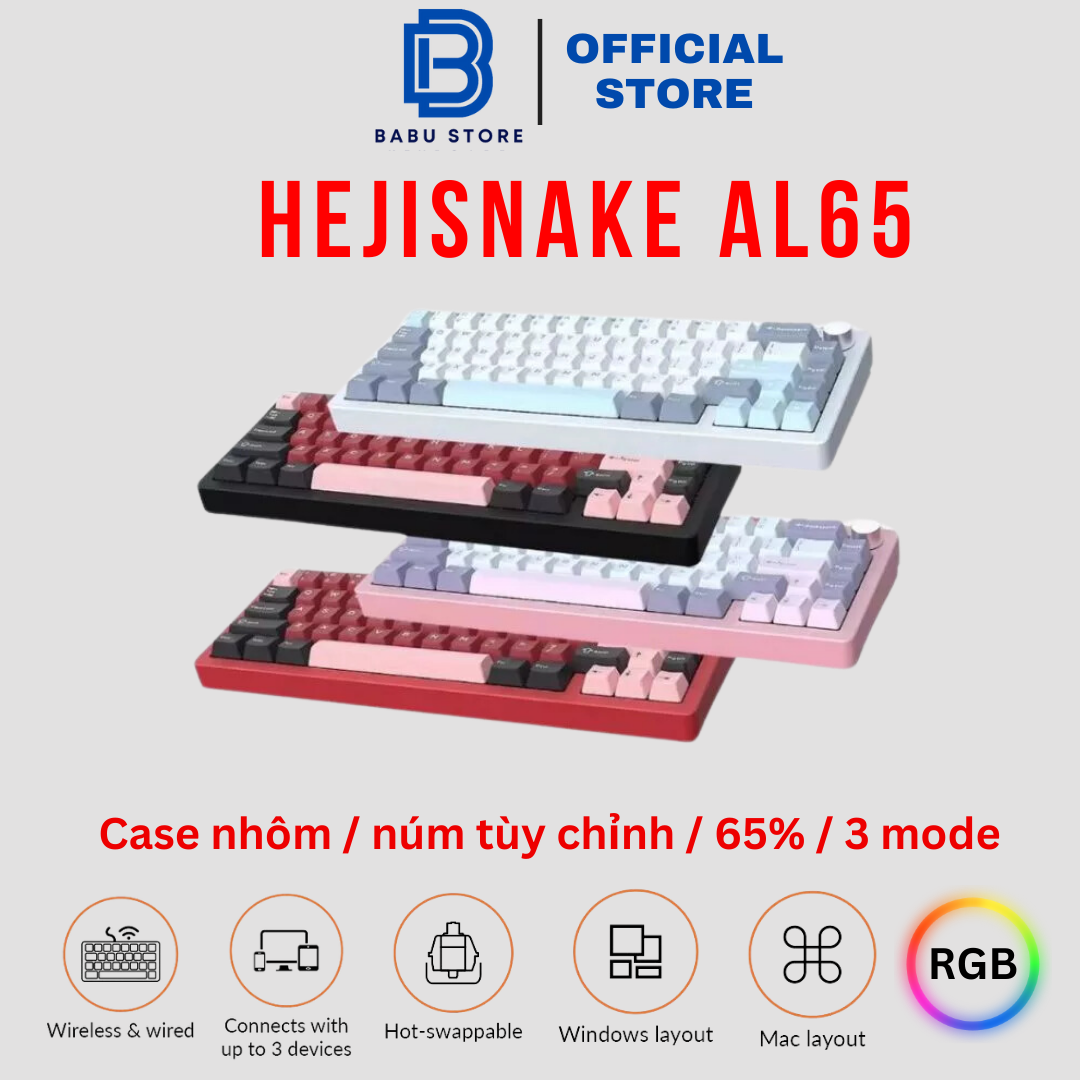 OFFICIAL
STORE
BABU STORE
HEJISNAKE AL65
Case nhôm / núm tùy chỉnh / 65% / 3 mode
RGB
Wireless & wired
Connects with
up to 3 devices
Hot-swappable
Windows layout
Mac layout